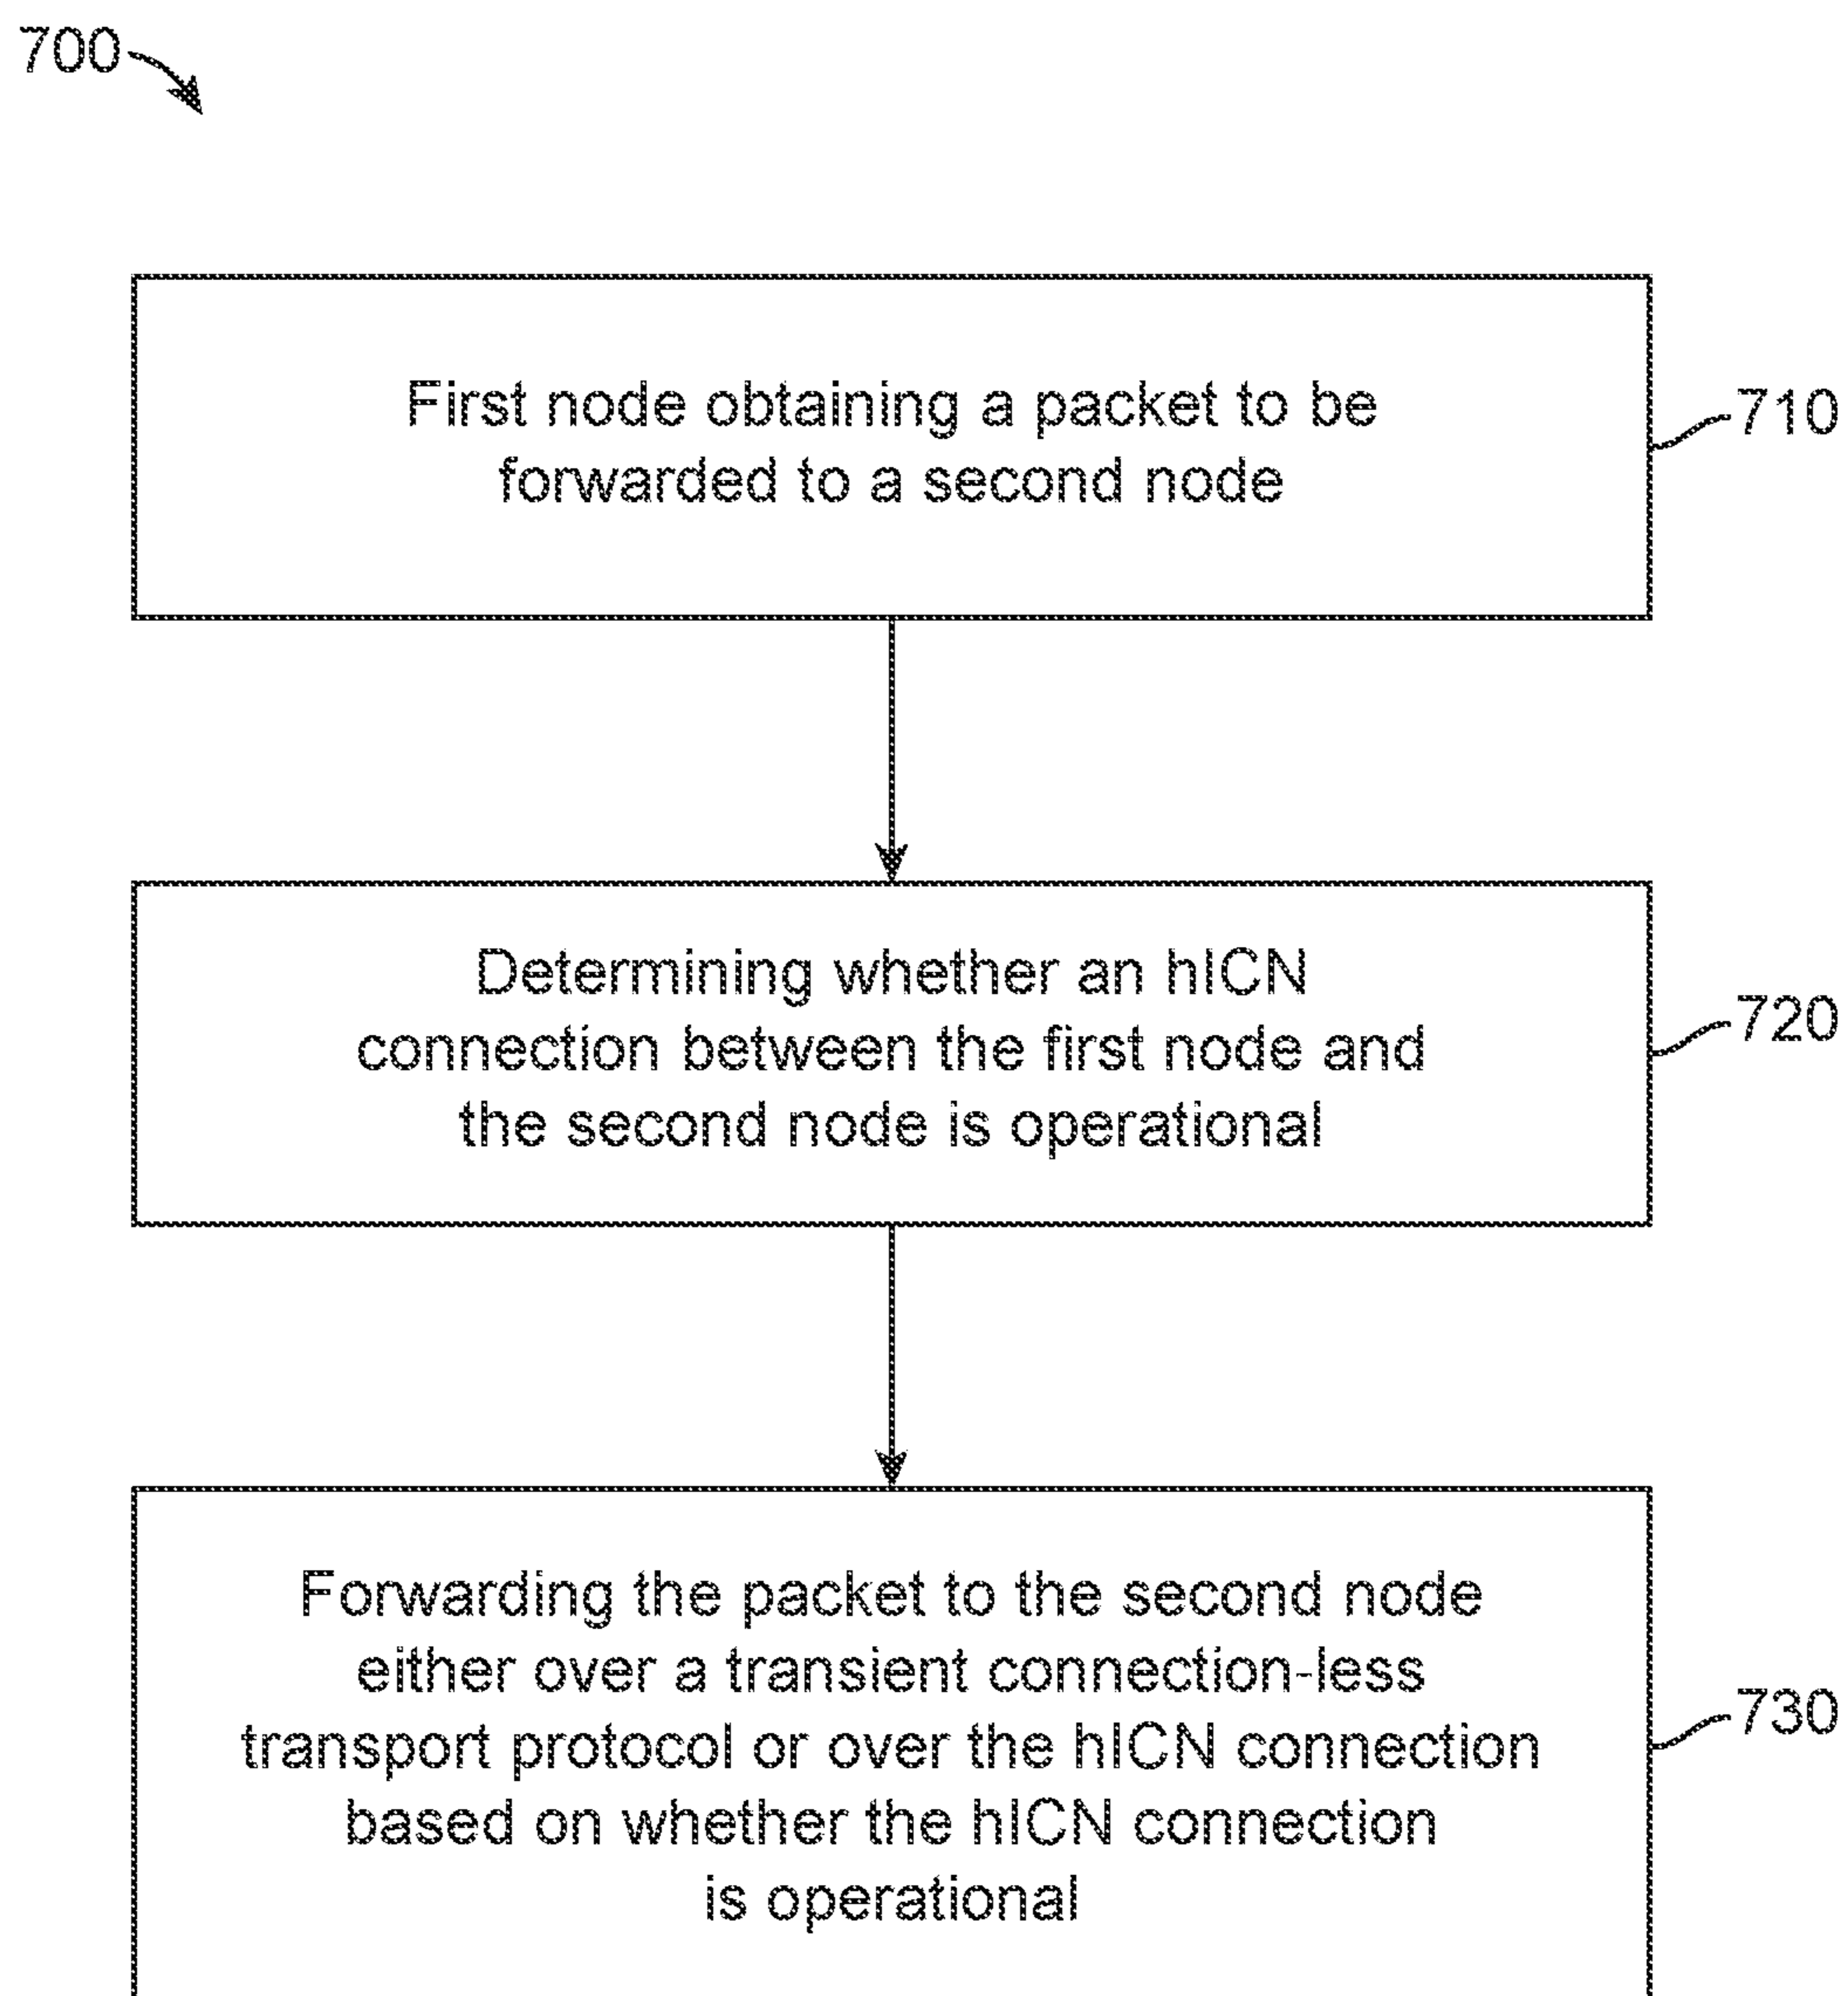 700
First node obtaining a packet to be
forwarded to a second node
710
Determining whether an hICN
connection between the first node and
the second node is operational
720
Forwarding the packet to the second node
either over a transient connection-less
transport protocol or over the hICN connection
based on whether the hICN connection
is operational
730